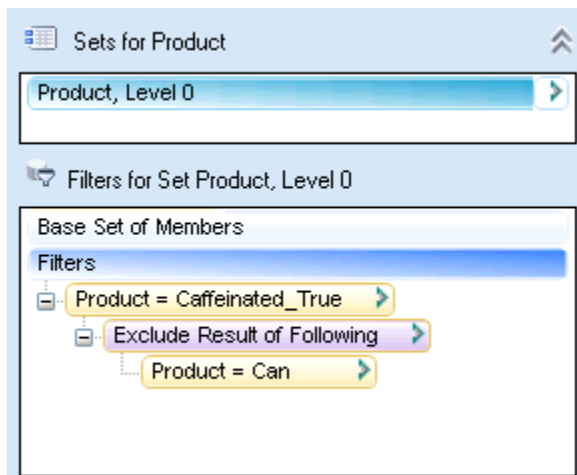 Sets for Product
Product, Level 0
Filters for Set Product, Level 0
Base Set of Members
Filters
Product = Caffeinated_True
Exclude Result of Following
Product = Can